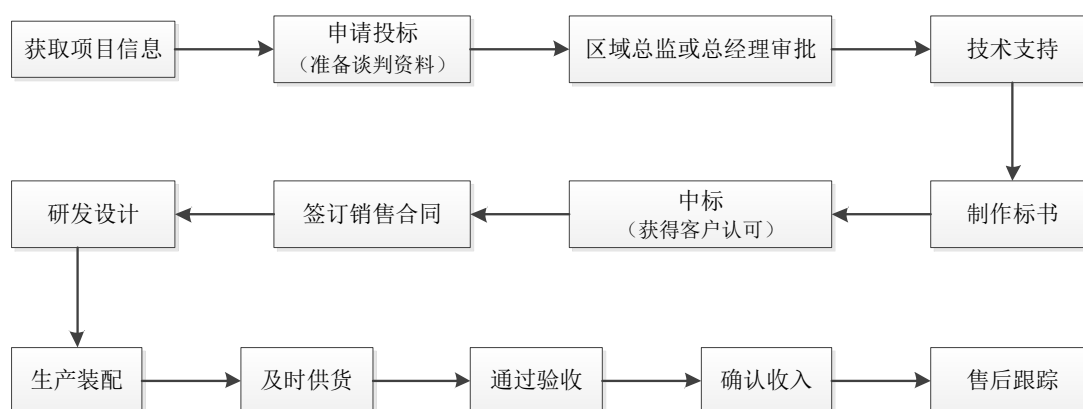 获取项目信息
申请投标
（准备谈判资料）
区域总监或总经理审批
技术支持
制作标书
中标
（获得客户认可）
签订销售合同
研发设计
生产装配
及时供货
通过验收
确认收入
售后跟踪